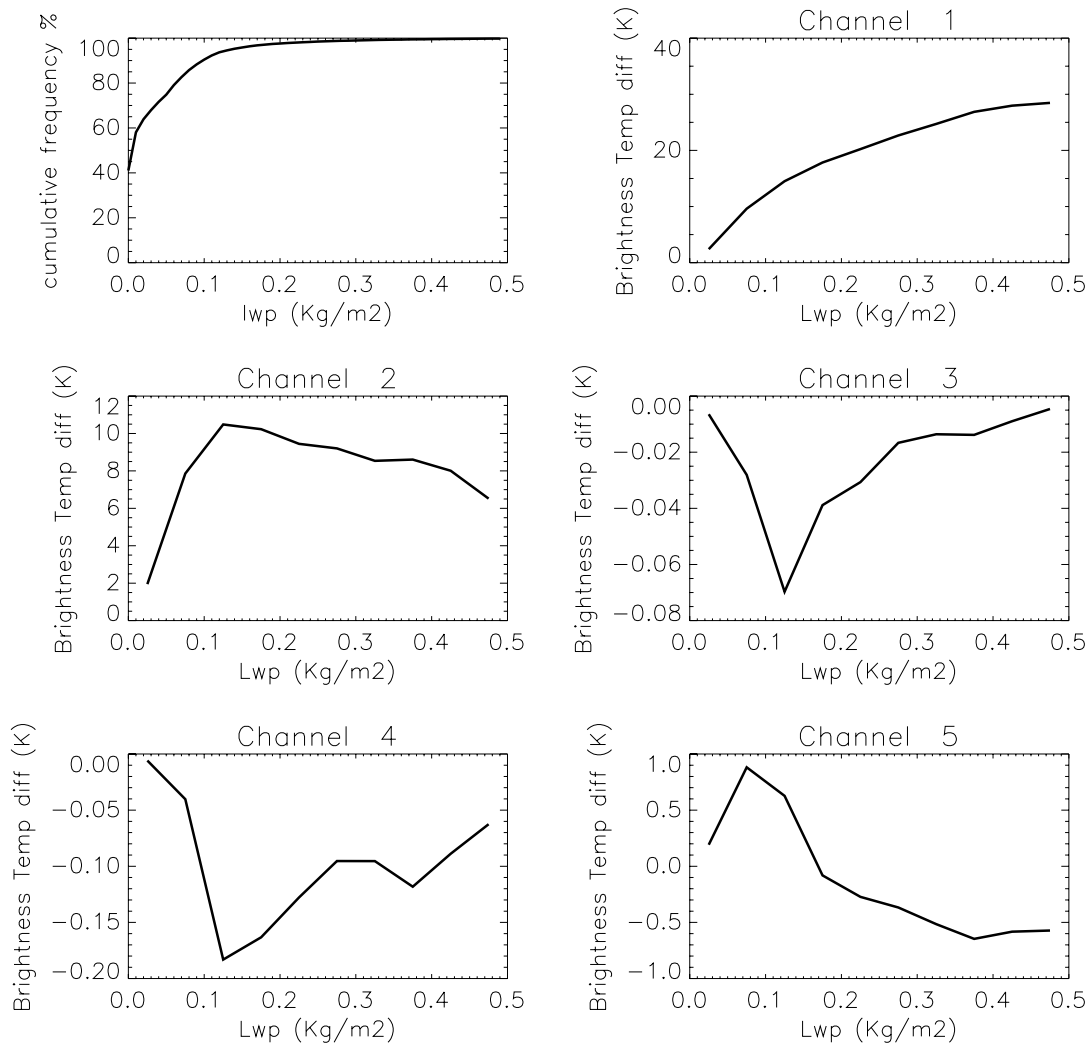 cumulative frequency %
100
80
60
40
20
0
0.0 0.1 0.2 0.3 0.4 0.5
lwp (Kg/m2)
Channel 1
Brightness Temp diff (K)
40
20
0
0.0 0.1 0.2 0.3 0.4 0.5
Lwp (Kg/m2)
Channel 2
Brightness Temp diff (K)
12
10
8
6
4
2
0
0.0 0.1 0.2 0.3 0.4 0.5
Lwp (Kg/m2)
Channel 3
Brightness Temp diff (K)
0.00
-0.02
-0.04
-0.06
-0.08
0.0 0.1 0.2 0.3 0.4 0.5
Lwp (Kg/m2)
Channel 4
Brightness Temp diff (K)
0.00
-0.05
-0.10
-0.15
-0.20
0.0 0.1 0.2 0.3 0.4 0.5
Lwp (Kg/m2)
Channel 5
Brightness Temp diff (K)
1.0
0.5
0.0
-0.5
-1.0
0.0 0.1 0.2 0.3 0.4 0.5
Lwp (Kg/m2)